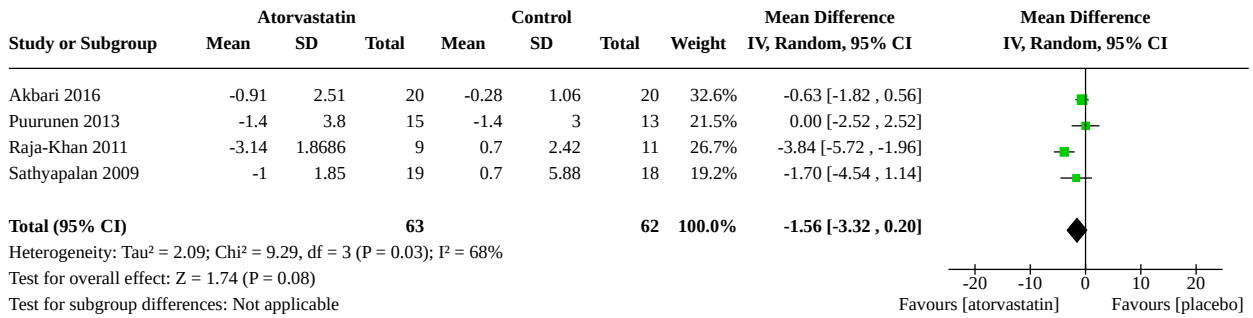 Atorvastatin Control Mean Difference Mean Difference
Study or Subgroup Mean SD Total Mean SD Total Weight IV, Random, 95% CI IV, Random, 95% CI
Akbari 2016 -0.91 2.51 20 -0.28 1.06 20 32.6% -0.63 [-1.82 , 0.56]
Puurunen 2013 -1.4 3.8 15 -1.4 3 13 21.5% 0.00 [-2.52 , 2.52]
Raja-Khan 2011 -3.14 1.8686 9 0.7 2.42 11 26.7% -3.84 [-5.72 , -1.96]
Sathyapalan 2009 -1 1.85 19 0.7 5.88 18 19.2% -1.70 [-4.54 , 1.14]
Total (95% CI) 63 62 100.0% -1.56 [-3.32 , 0.20]
Heterogeneity: Tau² = 2.09; Chi² = 9.29, df = 3 (P = 0.03); I² = 68%
Test for overall effect: Z = 1.74 (P = 0.08) -20 -10 0 10 20
Test for subgroup differences: Not applicable Favours [atorvastatin] Favours [placebo]